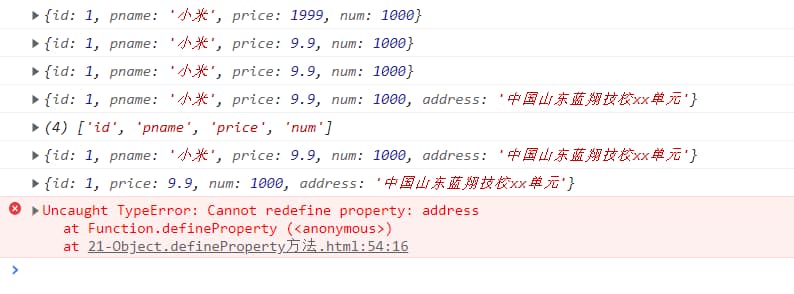 {id: 1, pname: '小米', price: 1999, num: 1000}
{id: 1, pname: '小米', price: 9.9, num: 1000}
{id: 1, pname: '小米', price: 9.9, num: 1000}
{id: 1, pname: '小米', price: 9.9, num: 1000, address: '中国山东蓝翔技校xx单元'}
(4) ['id', 'pname', 'price', 'num']
{id: 1, pname: '小米', price: 9.9, num: 1000, address: '中国山东蓝翔技校xx单元'}
{id: 1, price: 9.9, num: 1000, address: '中国山东蓝翔技校xx单元'}
Uncaught TypeError: Cannot redefine property: address
at Function.defineProperty (<anonymous>)
at 21-Object.defineProperty方法.html:54:16